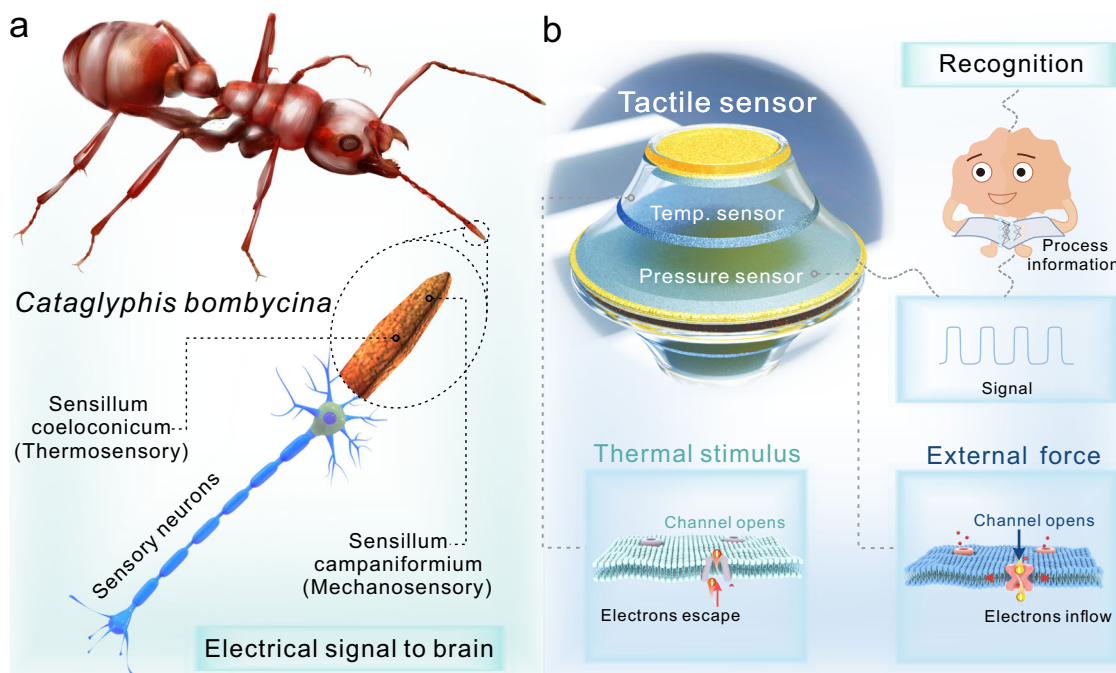 a
Cataglyphis bombycina
Sensillum
coeloconicum
(Thermosensory)
Sensory neurons
Sensillum
campaniformium
(Mechanosensory)
Electrical signal to brain
b
Tactile sensor
Temp. sensor
Pressure sensor
Recognition
Process
information
Signal
Thermal stimulus
Channel opens
Electrons escape
External force
Channel opens
Electrons inflow